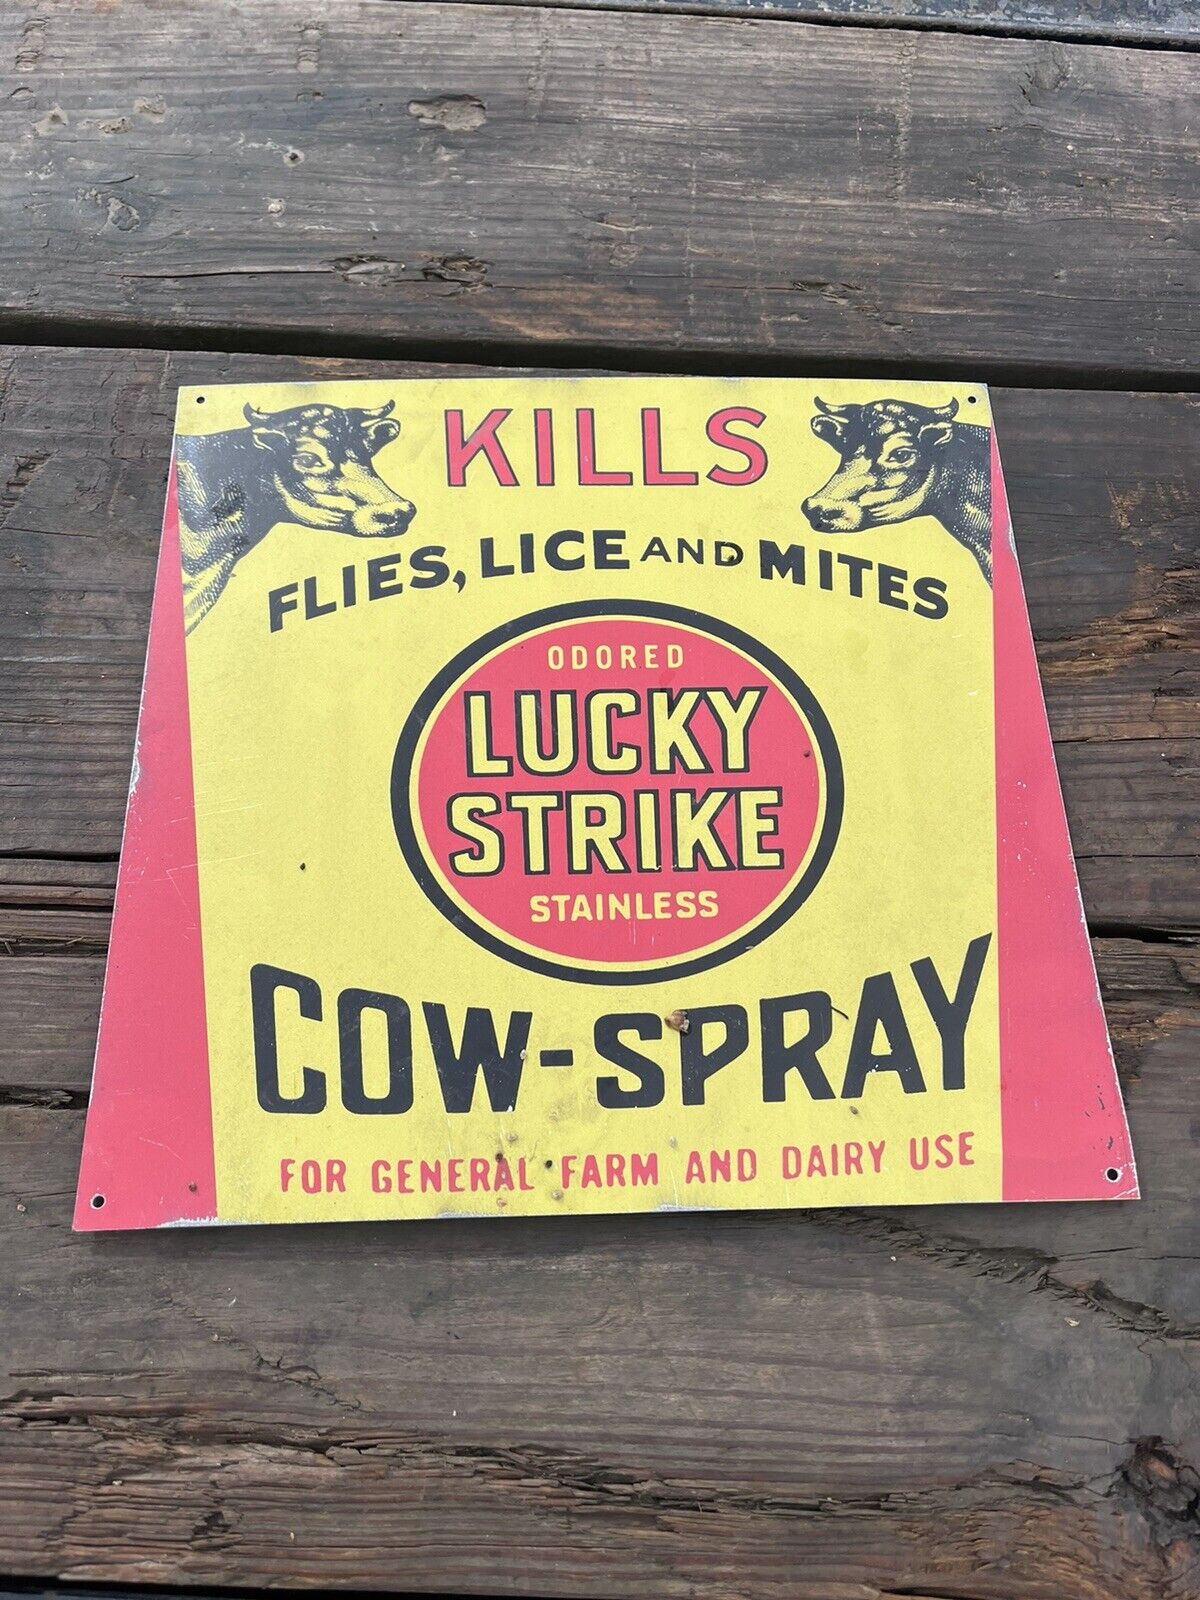 KILLS
FLIES, LICE AND MITES
ODORED
LUCKY
STRIKE
STAINLESS
COW-SPRAY
FOR GENERAL FARM AND DAIRY USE